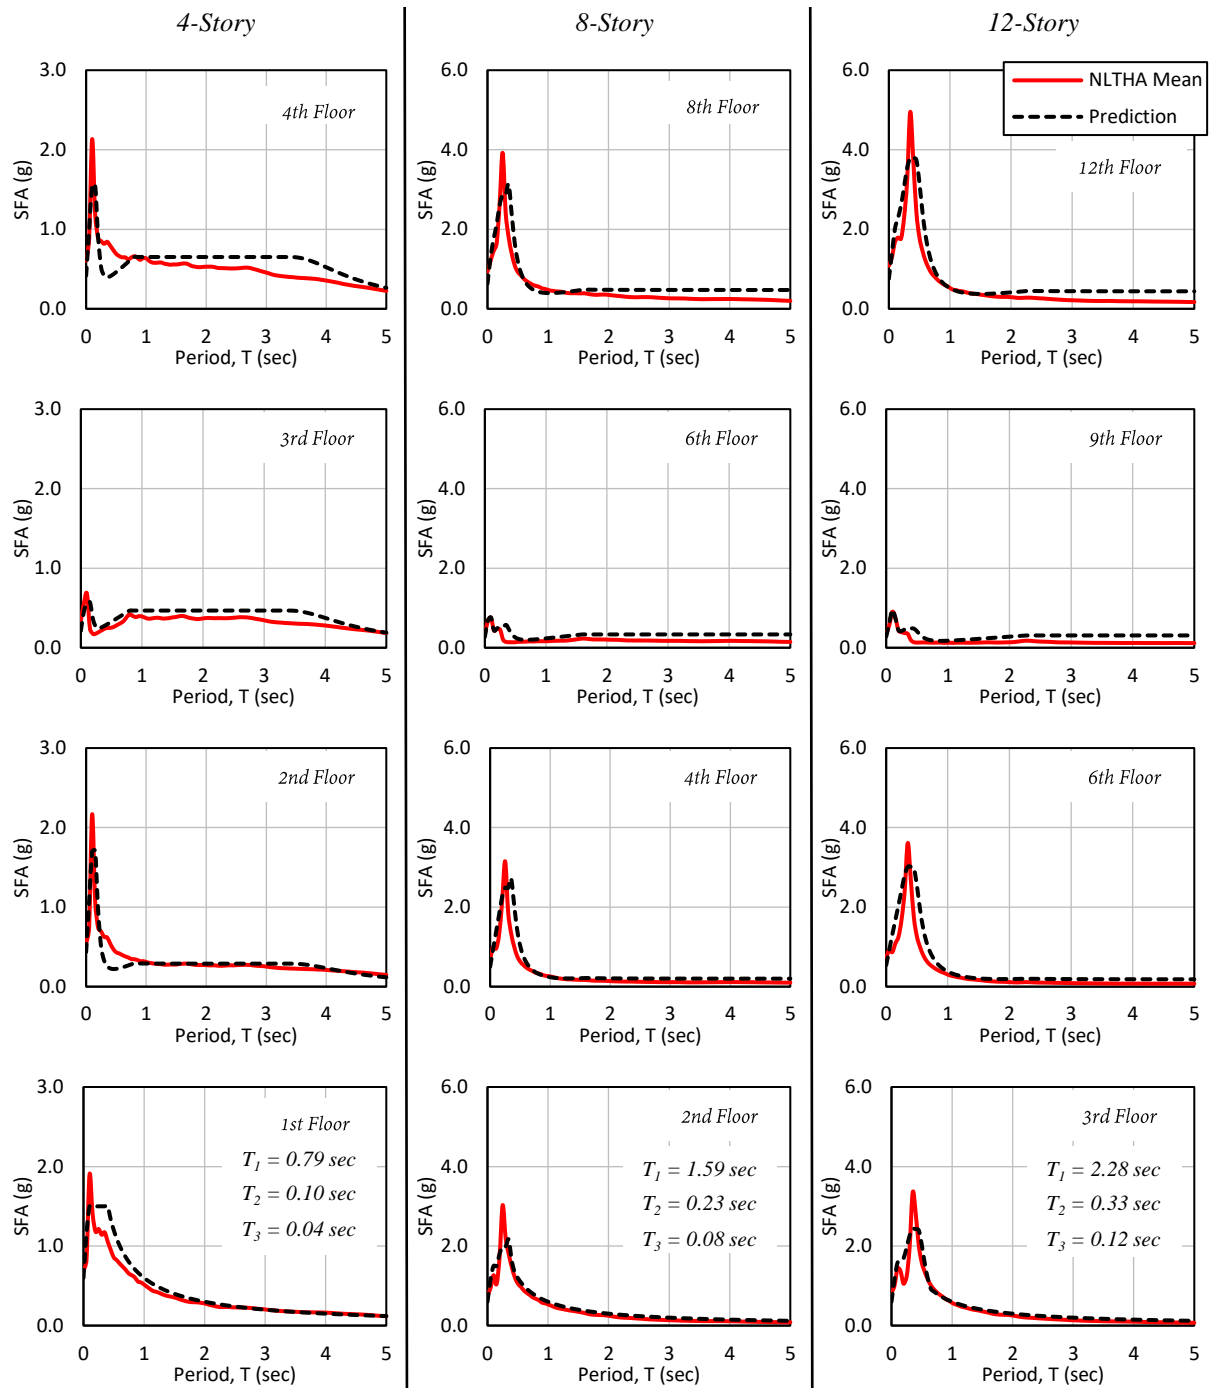 4-Story 8-Story 12-Story
3.0 6.0 6.0
NLTHA Mean
Prediction
4th Floor 8th Floor 12th Floor
SFA (g) SFA (g) SFA (g)
2.0 4.0 4.0
1.0 2.0 2.0
0.0 0.0 0.0
0 1 2 3 4 5 0 1 2 3 4 5 0 1 2 3 4 5
Period, T (sec) Period, T (sec) Period, T (sec)
3.0 6.0 6.0
3rd Floor 6th Floor 9th Floor
SFA (g) SFA (g) SFA (g)
2.0 4.0 4.0
1.0 2.0 2.0
0.0 0.0 0.0
0 1 2 3 4 5 0 1 2 3 4 5 0 1 2 3 4 5
Period, T (sec) Period, T (sec) Period, T (sec)
3.0 6.0 6.0
2nd Floor 4th Floor 6th Floor
SFA (g) SFA (g) SFA (g)
2.0 4.0 4.0
1.0 2.0 2.0
0.0 0.0 0.0
0 1 2 3 4 5 0 1 2 3 4 5 0 1 2 3 4 5
Period, T (sec) Period, T (sec) Period, T (sec)
3.0 6.0 6.0
1st Floor 2nd Floor 3rd Floor
SFA (g) SFA (g) SFA (g)
2.0 4.0 4.0
T1 = 0.79 sec T1 = 1.59 sec T1 = 2.28 sec
T2 = 0.10 sec T2 = 0.23 sec T2 = 0.33 sec
T3 = 0.04 sec T3 = 0.08 sec T3 = 0.12 sec
1.0 2.0 2.0
0.0 0.0 0.0
0 1 2 3 4 5 0 1 2 3 4 5 0 1 2 3 4 5
Period, T (sec) Period, T (sec) Period, T (sec)